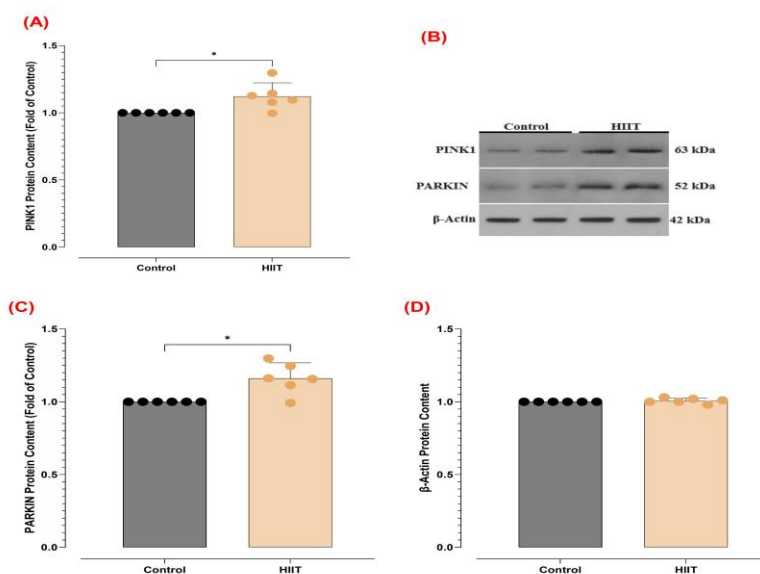 (A)
PINK1 Protein Content (Fold of Control)
1.5
1.0
0.5
0.0
*
Control HIIT
(B)
Control HIIT
PINK1 63 kDa
PARKIN 52 kDa
β-Actin 42 kDa
(C)
PARKIN Protein Content (Fold of Control)
1.5
1.0
0.5
0.0
*
Control HIIT
(D)
β-Actin Protein Content
1.5
1.0
0.5
0.0
Control HIIT